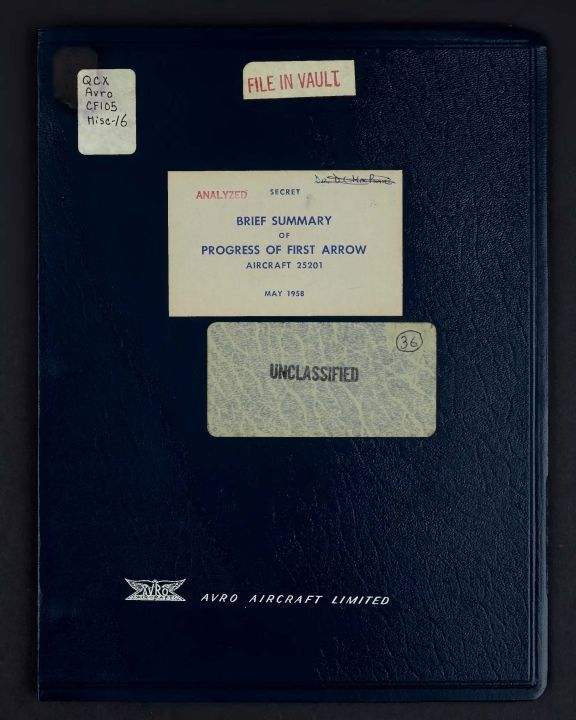 QCX
Avro
CF105
Misc-16
FILE IN VAULT
ANALYZED
SECRET
BRIEF SUMMARY
OF
PROGRESS OF FIRST ARROW
AIRCRAFT 25201
MAY 1958
36
UNCLASSIFIED
AVRO
AVRO AIRCRAFT LIMITED